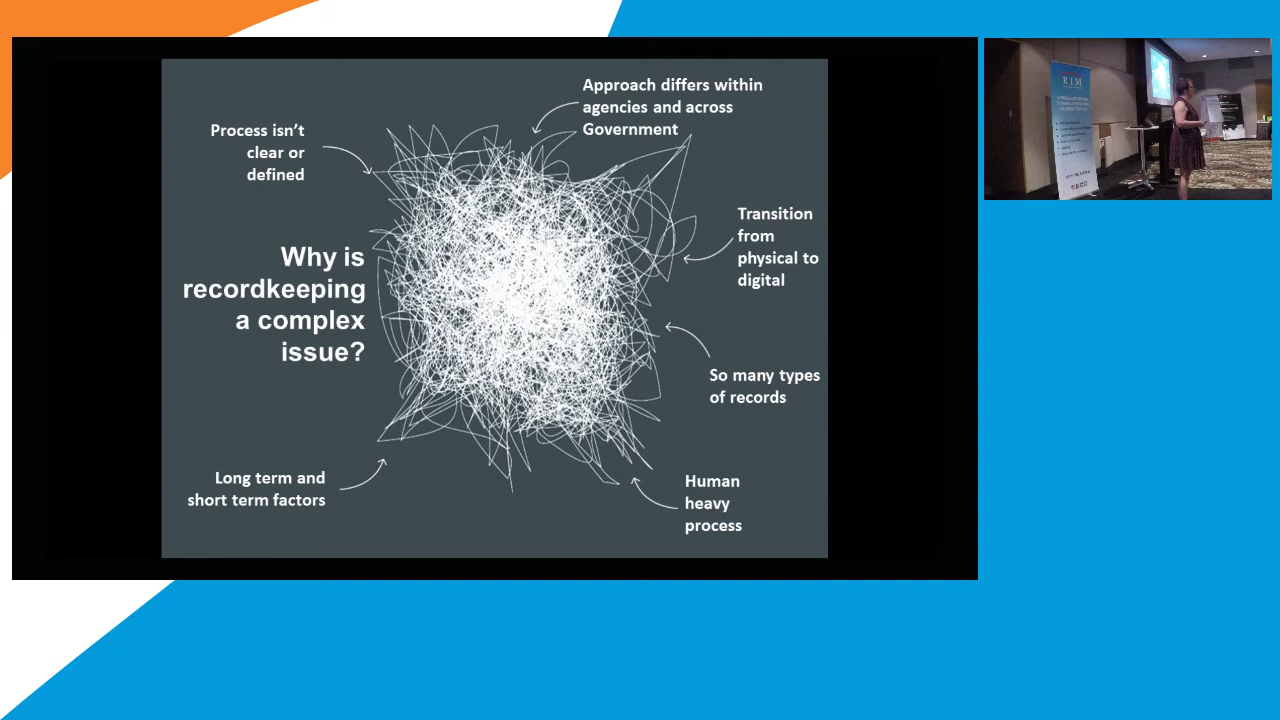 Approach differs within
agencies and across
Government
Process isn't
clear or
defined
Why is
recordkeeping
a complex
issue?
Transition
from
physical to
digital
So many types
of records
Long term and
short term factors
Human
heavy
process
RIM